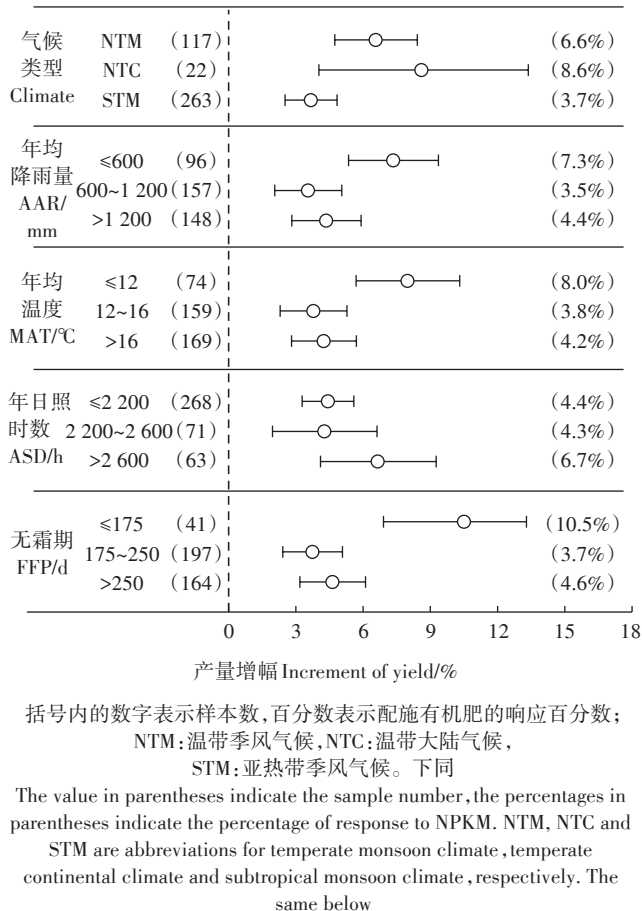 气候 NTM (117) (6.6%)
类型 NTC (22) (8.6%)
Climate STM (263) (3.7%)
年均
降雨量
AAR/
mm
≤600 (96) (7.3%)
600~1 200 (157) (3.5%)
>1 200 (148) (4.4%)
年均 ≤12 (74) (8.0%)
温度 12~16 (159) (3.8%)
MAT/℃ >16 (169) (4.2%)
年日照 ≤2 200 (268) (4.4%)
时数 2 200~2 600 (71) (4.3%)
ASD/h >2 600 (63) (6.7%)
无霜期
FFP/d
≤175 (41) (10.5%)
175~250 (197) (3.7%)
>250 (164) (4.6%)
0 3 6 9 12 15 18
产量增幅 Increment of yield/%
括号内的数字表示样本数,百分数表示配施有机肥的响应百分数;
NTM:温带季风气候,NTC:温带大陆气候,
STM:亚热带季风气候。下同
The value in parentheses indicate the sample number,the percentages in
parentheses indicate the percentage of response to NPKM. NTM, NTC and
STM are abbreviations for temperate monsoon climate,temperate
continental climate and subtropical monsoon climate,respectively. The
same below